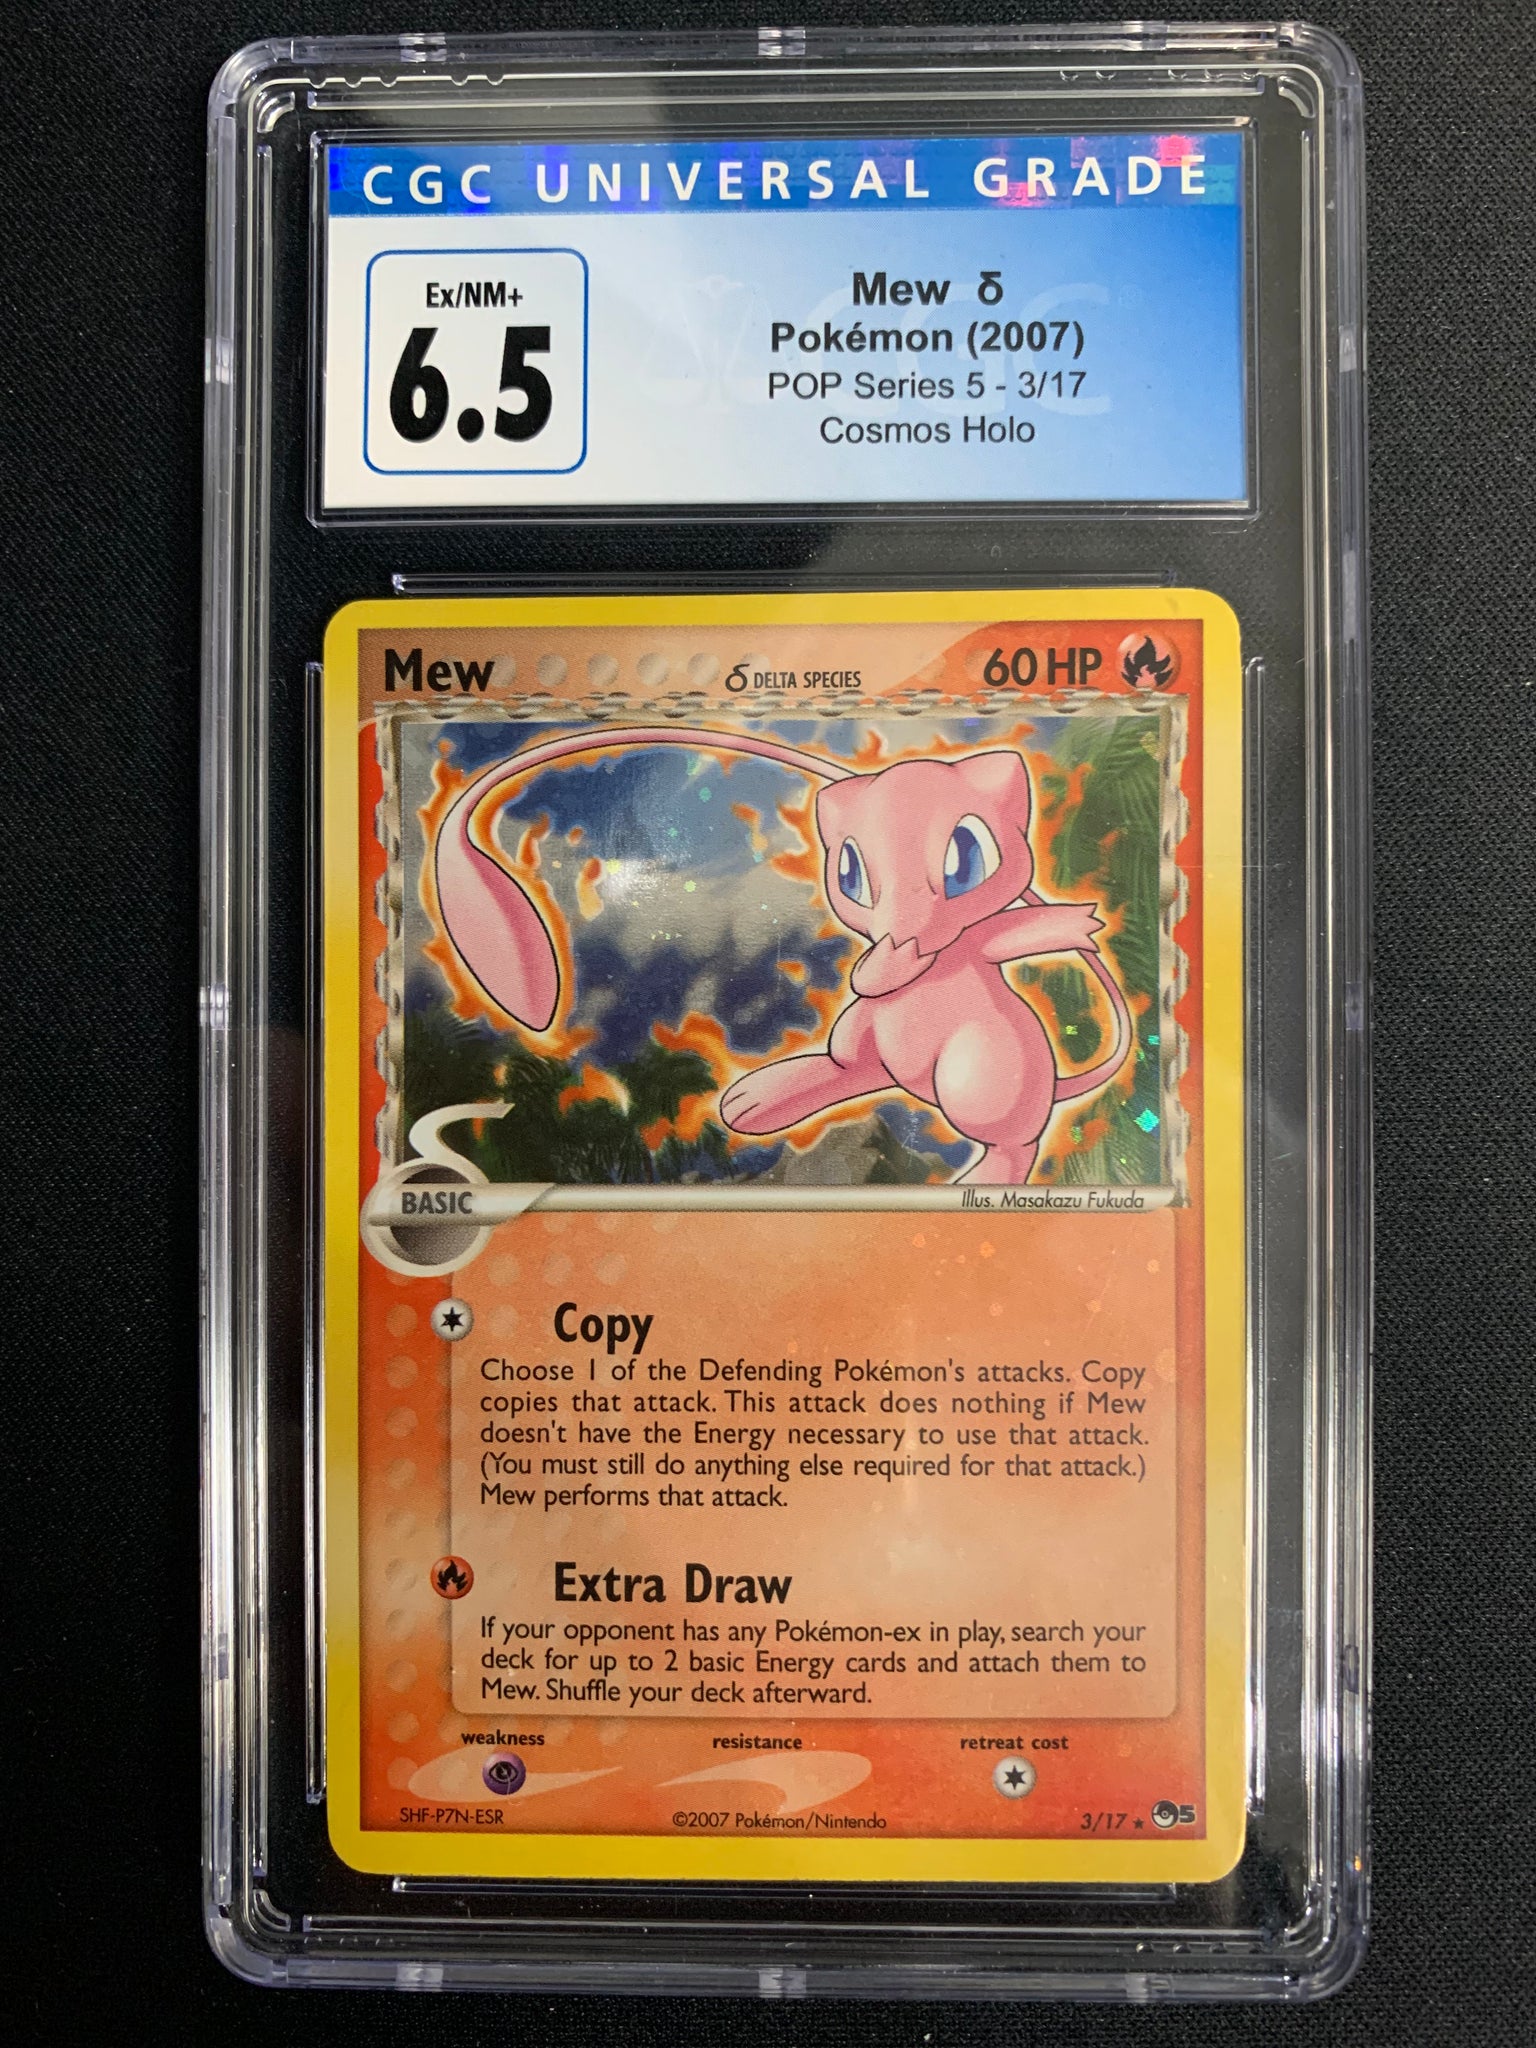 CGC UNIVERSAL GRADE
Ex/NM+
6.5
Mew δ
Pokémon (2007)
POP Series 5 - 3/17
Cosmos Holo
Mew
δ DELTA SPECIES
60 HP
BASIC
Illus. Masakazu Fukuda
Copy
Choose 1 of the Defending Pokémon's attacks. Copy
copies that attack. This attack does nothing if Mew
doesn't have the Energy necessary to use that attack.
(You must still do anything else required for that attack.)
Mew performs that attack.
Extra Draw
If your opponent has any Pokémon-ex in play, search your
deck for up to 2 basic Energy cards and attach them to
Mew. Shuffle your deck afterward.
weakness resistance retreat cost
SHF-P7N-ESR ©2007 Pokémon/Nintendo 3/17 ★ 5